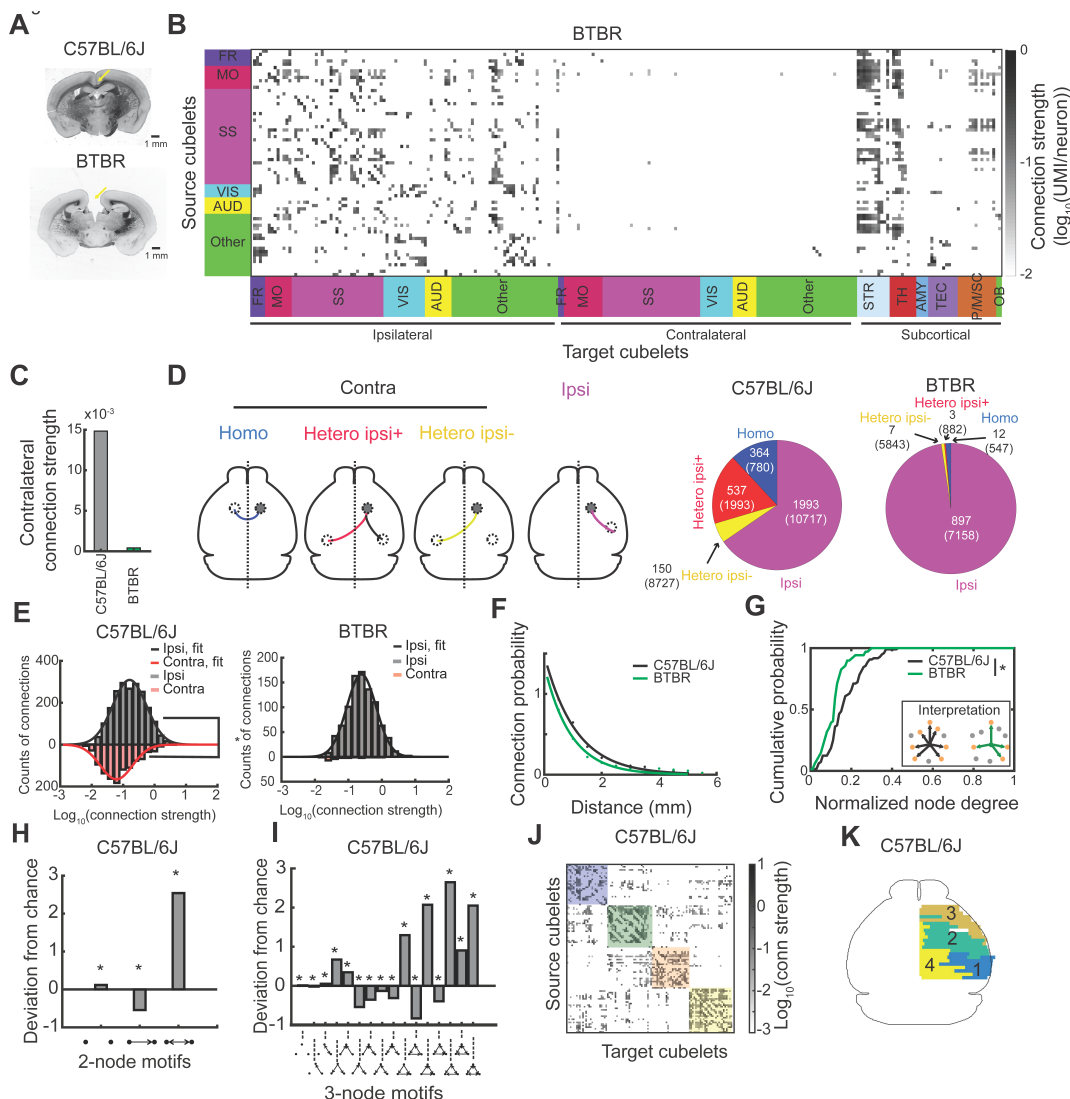 A
C57BL/6J
1 mm
BTBR
1 mm
B
BTBR
Source cubelets
FR
MO
SS
VIS
AUD
Other
FR
MO
SS
VIS
AUD
Other
FR
MO
SS
VIS
AUD
Other
STR
TH
AMY
TEC
P/M/SC
OB
Ipsilateral
Contralateral
Subcortical
Target cubelets
0
-1
-2
Connection strength
(log10(UMI/neuron))
C
x10-3
15
10
5
0
Contralateral
connection strength
C57BL/6J
BTBR
D
Contra
Ipsi
Homo
Hetero ipsi+
Hetero ipsi-
C57BL/6J
Homo
364
(780)
Hetero ipsi+
537
(1993)
1993
(10717)
150
(8727)
Hetero ipsi-
Ipsi
BTBR
Hetero ipsi+
Hetero ipsi-
3
(882)
Homo
7
(5843)
12
(547)
897
(7158)
Ipsi
E
C57BL/6J
Ipsi, fit
Contra, fit
Ipsi
Contra
Counts of connections
400
200
0
200
*
-3 -2 -1 0 1 2
Log10(connection strength)
BTBR
Ipsi, fit
Ipsi
Contra
Counts of connections
200
150
100
50
0
50
-3 -2 -1 0 1 2
Log10(connection strength)
F
Connection probability
1
0.5
0
C57BL/6J
BTBR
0 2 4 6
Distance (mm)
G
Cumulative probability
1
0.5
0
C57BL/6J
BTBR
*
Interpretation
0 0.2 0.4 0.6 0.8 1
Normalized node degree
H
C57BL/6J
Deviation from chance
3
2
1
0
-1
* * *
2-node motifs
I
C57BL/6J
Deviation from chance
3
2
1
0
-1
* * * * * * * * * * * * * * * *
3-node motifs
J
C57BL/6J
Source cubelets
Target cubelets
1
0
-1
-2
-3
Log10(conn strength)
K
C57BL/6J
3
2
4
1